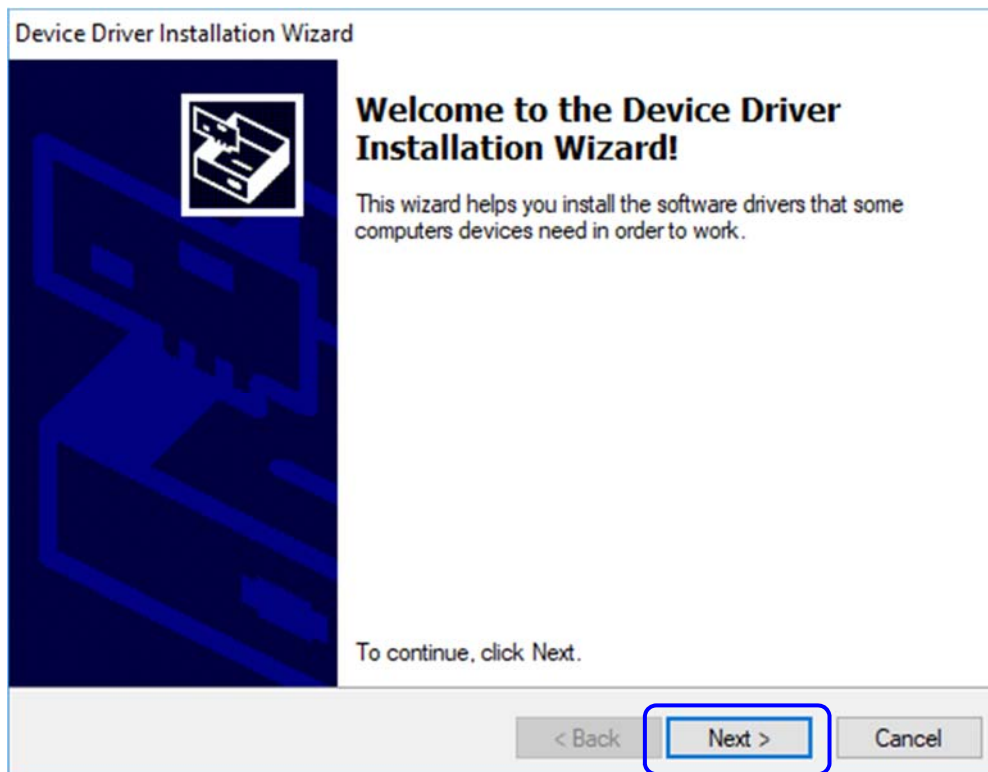 Device Driver Installation Wizard
Welcome to the Device Driver
Installation Wizard!
This wizard helps you install the software drivers that some
computers devices need in order to work.
To continue, click Next.
< Back
Next >
Cancel